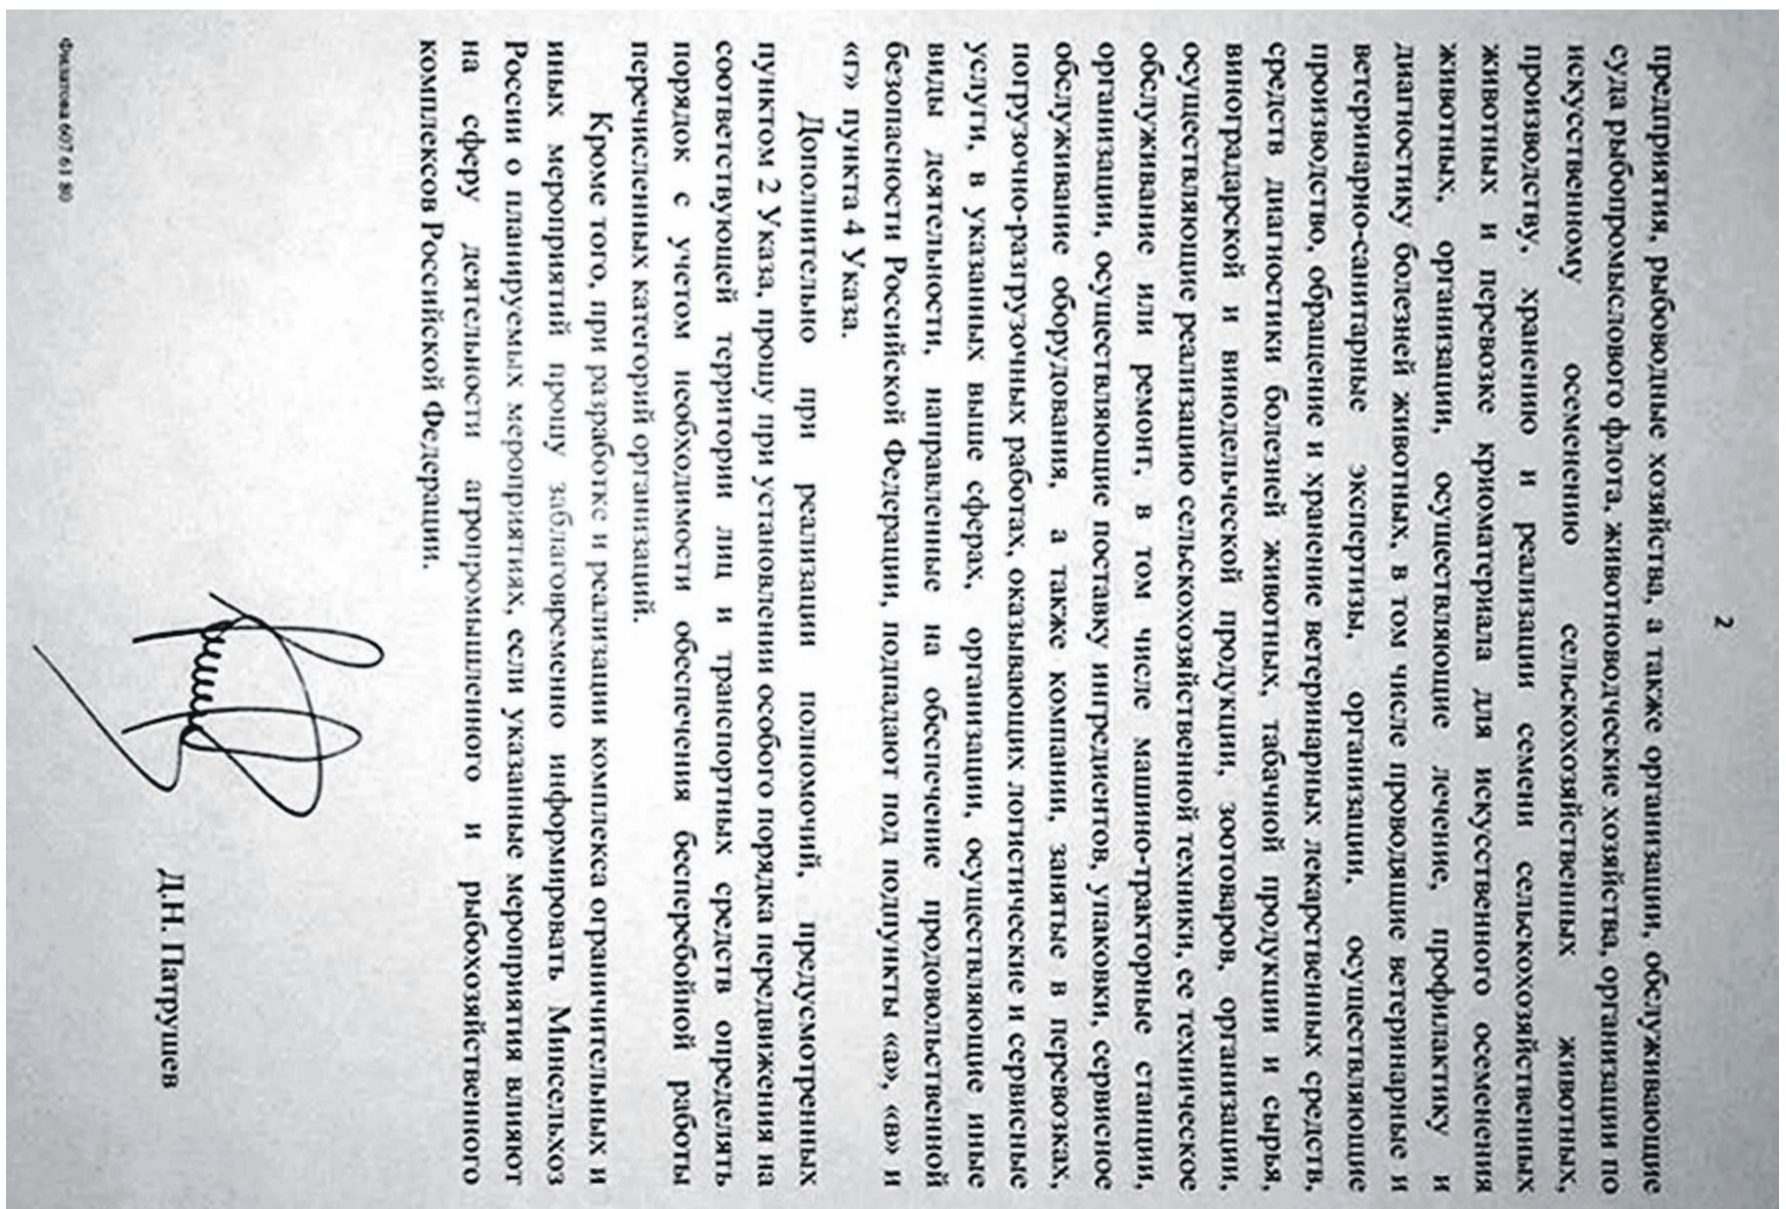 2
предприятия, рыбоводные хозяйства, а также организации, обслуживающие
суда рыбопромыслового флота, животноводческие хозяйства, организации по
искусственному осеменению сельскохозяйственных животных,
производству, хранению и реализации семени сельскохозяйственных
животных и перевозке криоматериала для искусственного осеменения
животных, организации, осуществляющие лечение, профилактику и
диагностику болезней животных, в том числе проводящие ветеринарные и
ветеринарно-санитарные экспертизы, организации, осуществляющие
производство, обращение и хранение ветеринарных лекарственных средств,
средств диагностики болезней животных, табачной продукции и сырья,
виноградарской и винодельческой продукции, зоотоваров, организации,
осуществляющие реализацию сельскохозяйственной техники, ее техническое
обслуживание или ремонт, в том числе машино-тракторные станции,
организации, осуществляющие поставку ингредиентов, упаковки, сервисное
обслуживание оборудования, а также компании, занятые в перевозках,
погрузочно-разгрузочных работах, оказывающих логистические и сервисные
услуги, в указанных выше сферах, организации, осуществляющие иные
виды деятельности, направленные на обеспечение продовольственной
безопасности Российской Федерации, подпадают под подпункты «а», «в» и
«г» пункта 4 Указа.
Дополнительно при реализации полномочий, предусмотренных
пунктом 2 Указа, прошу при установлении особого порядка передвижения на
соответствующей территории лиц и транспортных средств определять
порядок с учетом необходимости обеспечения бесперебойной работы
перечисленных категорий организаций.
Кроме того, при разработке и реализации комплекса ограничительных и
иных мероприятий прошу заблаговременно информировать Минсельхоз
России о планируемых мероприятиях, если указанные мероприятия влияют
на сферу деятельности агропромышленного и рыбохозяйственного
комплексов Российской Федерации.
Д.Н. Патрушев
Филатова 607 61 80